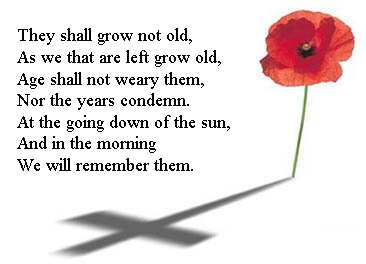 They shall grow not old,
As we that are left grow old,
Age shall not weary them,
Nor the years condemn.
At the going down of the sun,
And in the morning
We will remember them.